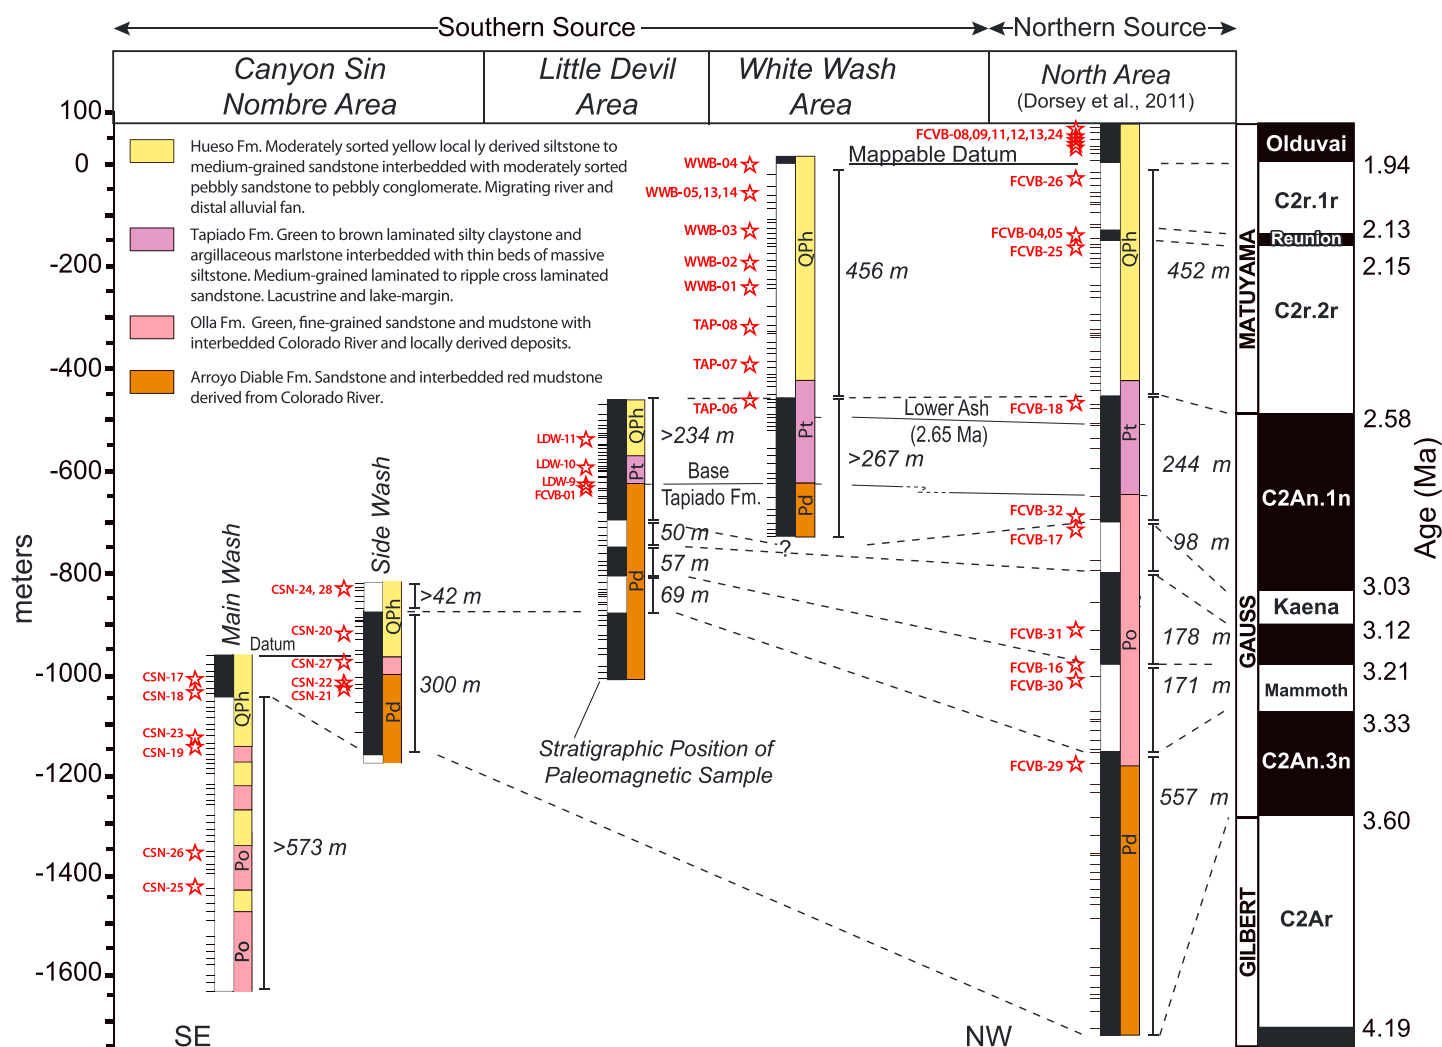 Southern Source
Northern Source
Canyon Sin
Nombre Area
Little Devil
Area
White Wash
Area
North Area
(Dorsey et al., 2011)
100
0
-200
-400
-600
-800
-1000
-1200
-1400
-1600
meters
Hueso Fm. Moderately sorted yellow local ly derived siltstone to
medium-grained sandstone interbedded with moderately sorted
pebbly sandstone to pebbly conglomerate. Migrating river and
distal alluvial fan.
Tapiado Fm. Green to brown laminated silty claystone and
argillaceous marlstone interbedded with thin beds of massive
siltstone. Medium-grained laminated to ripple cross laminated
sandstone. Lacustrine and lake-margin.
Olla Fm. Green, fine-grained sandstone and mudstone with
interbedded Colorado River and locally derived deposits.
Arroyo Diable Fm. Sandstone and interbedded red mudstone
derived from Colorado River.
Main Wash
Datum
CSN-17
CSN-18
CSN-23
CSN-19
CSN-26
CSN-25
QPh
Po
Po
>573 m
Side Wash
CSN-24, 28
CSN-20
CSN-27
CSN-22
CSN-21
QPh
Pd
>42 m
300 m
LDW-11
LDW-10
LDW-9
FCVB-01
QPh
Pt
Pd
>234 m
50 m
57 m
69 m
Base
Tapiado Fm.
Stratigraphic Position of
Paleomagnetic Sample
WWB-04
WWB-05,13,14
WWB-03
WWB-02
WWB-01
TAP-08
TAP-07
TAP-06
QPh
Pt
Pd
?
Mappable Datum
456 m
>267 m
Lower Ash
(2.65 Ma)
FCVB-08,09,11,12,13,24
FCVB-26
FCVB-04,05
FCVB-25
FCVB-18
FCVB-32
FCVB-17
FCVB-31
FCVB-16
FCVB-30
FCVB-29
QPh
Pt
Po
Pd
452 m
244 m
98 m
178 m
171 m
557 m
MATUYAMA
GAUSS
GILBERT
Olduvai
C2r.1r
Reunion
C2r.2r
C2An.1n
Kaena
Mammoth
C2An.3n
C2Ar
1.94
2.13
2.15
2.58
3.03
3.12
3.21
3.33
3.60
4.19
Age (Ma)
SE
NW